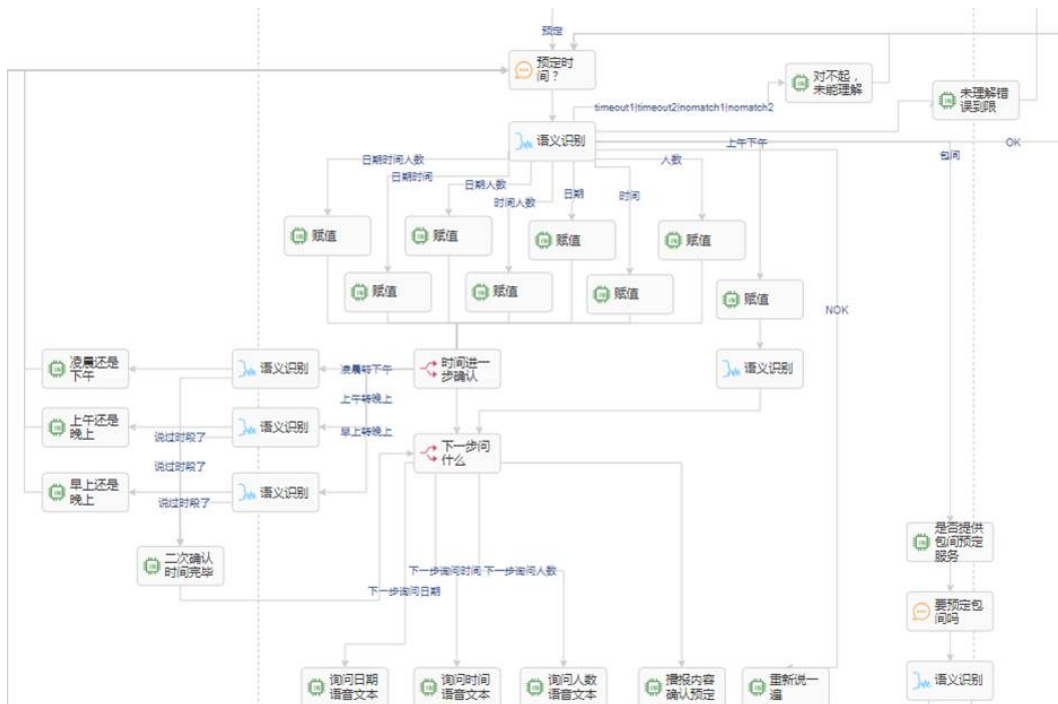 预定
预定时
间？
对不起，
未能理解
未理解错
误到限
timeout1|timeout2|nomatch1|nomatch2
语义识别
上午下午
包间
OK
日期时间人数
日期时间
日期人数
时间人数
日期
时间
人数
赋值
赋值
赋值
赋值
赋值
赋值
赋值
赋值
NOK
凌晨还是
下午
语义识别
凌晨转下午
时间进一
步确认
语义识别
上午转晚上
上午还是
晚上
说过时段了
语义识别
早上转晚上
下一步问
什么
说过时段了
早上还是
晚上
说过时段了
语义识别
二次确认
时间完毕
是否提供
包间预定
服务
下一步询问时间
下一步询问人数
下一步询问日期
要预定包
间吗
询问日期
语音文本
询问时间
语音文本
询问人数
语音文本
播报内容
确认预定
重新说一
遍
语义识别